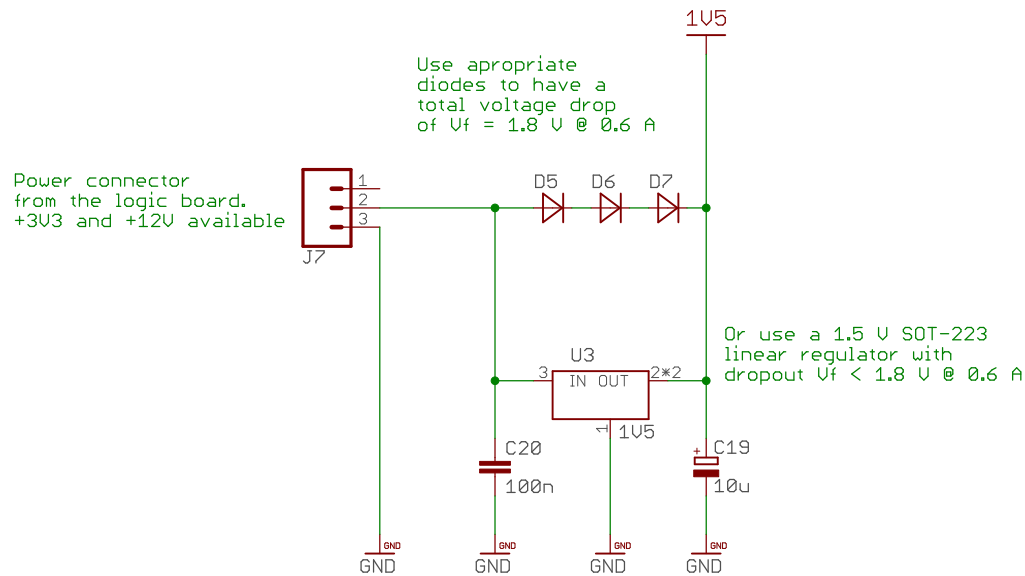 1V5
Use apropriate
diodes to have a
total voltage drop
of Vf = 1.8 V @ 0.6 A
Power connector
from the logic board.
+3V3 and +12V available
1
2
3
J7
D5
D6
D7
Or use a 1.5 V SOT-223
linear regulator with
dropout Vf < 1.8 V @ 0.6 A
U3
3
IN OUT
2*2
1
1V5
C20
100n
+
C19
10u
GND
GND
GND
GND
GND
GND
GND
GND